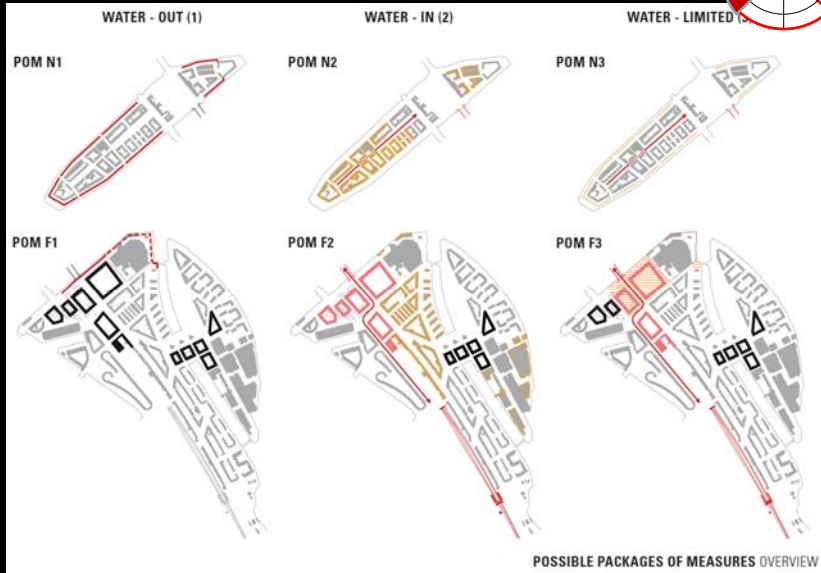 WATER - OUT (1)
WATER - IN (2)
WATER - LIMITED (3)
POM N1
POM N2
POM N3
POM F1
POM F2
POM F3
POSSIBLE PACKAGES OF MEASURES OVERVIEW